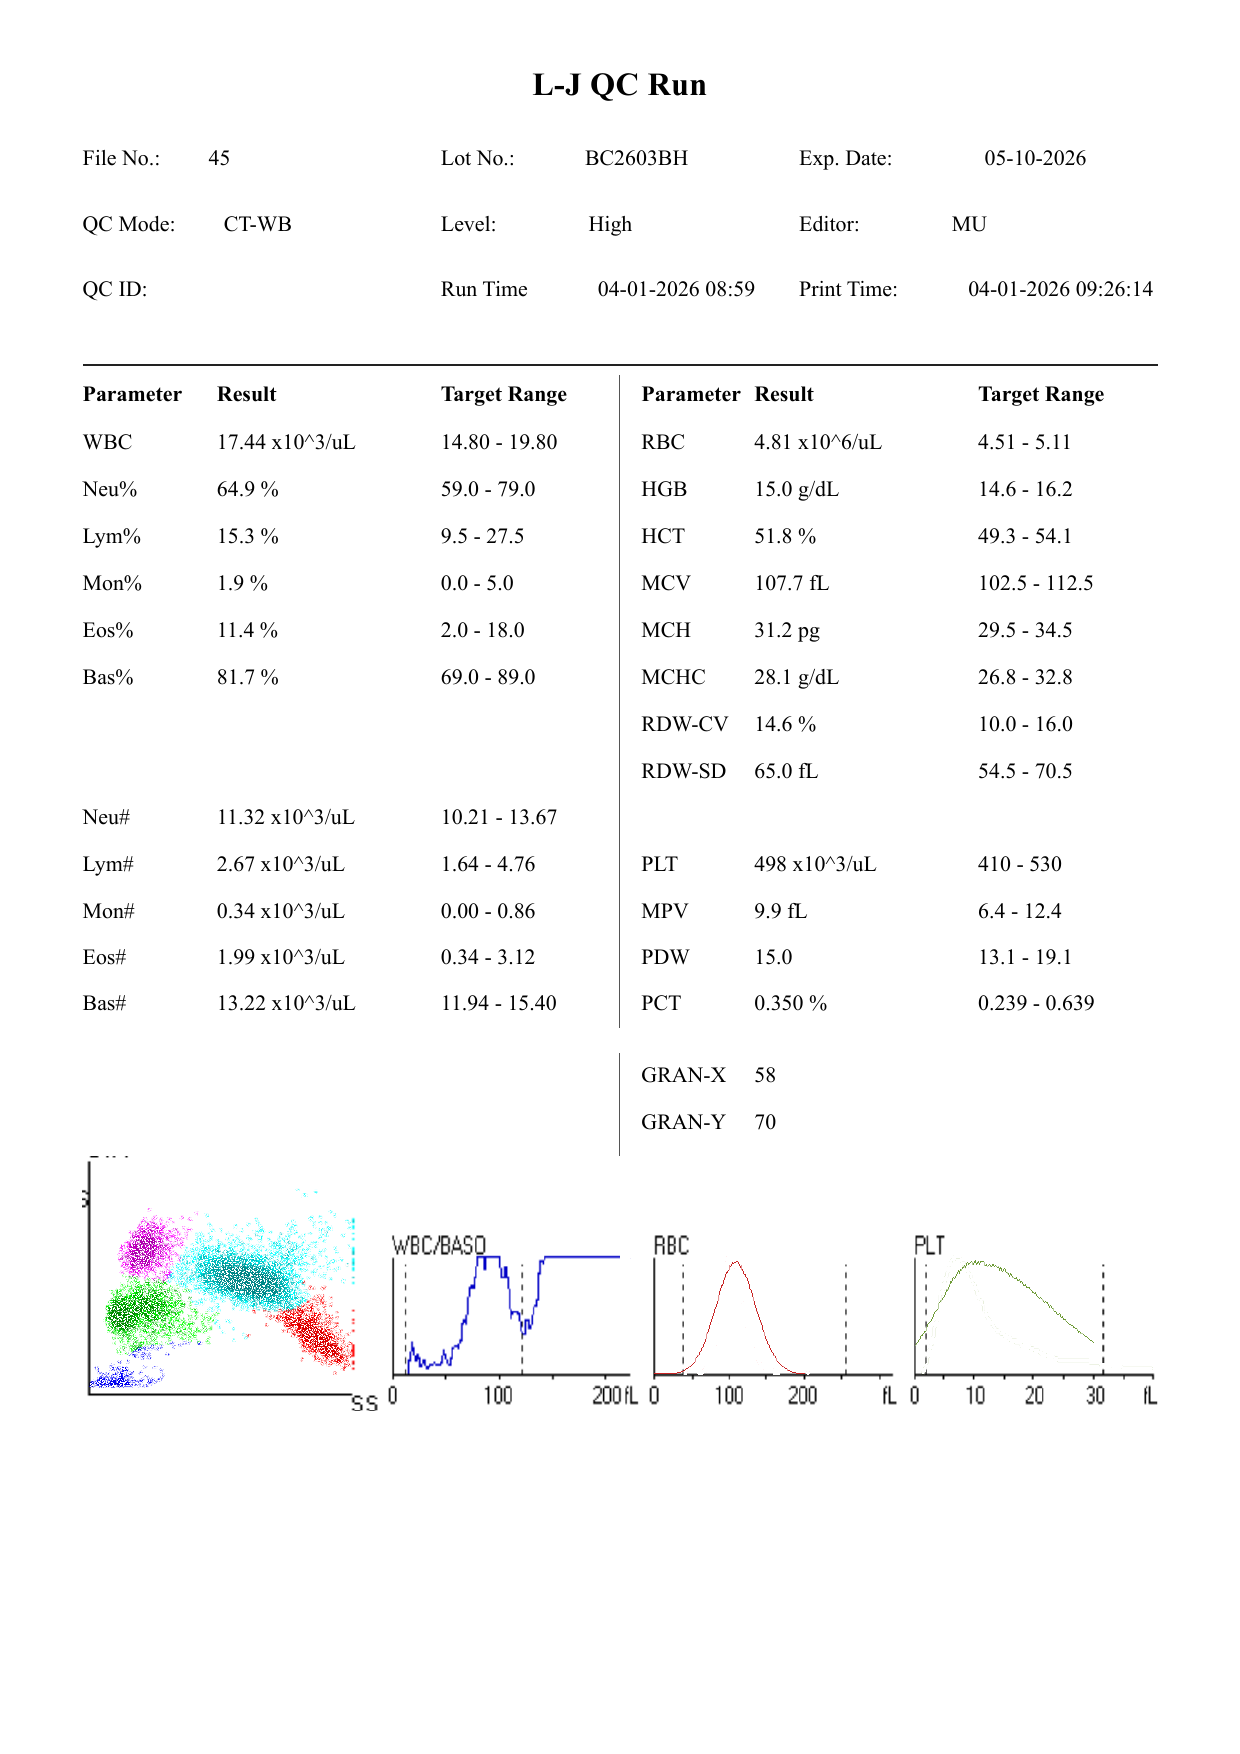 L-J QC Run
File No.: 45 Lot No.: BC2603BH Exp. Date: 05-10-2026
QC Mode: CT-WB Level: High Editor: MU
QC ID: Run Time 04-01-2026 08:59 Print Time: 04-01-2026 09:26:14
Parameter Result Target Range Parameter Result Target Range
WBC 17.44 x10^3/uL 14.80 - 19.80 RBC 4.81 x10^6/uL 4.51 - 5.11
Neu% 64.9 % 59.0 - 79.0 HGB 15.0 g/dL 14.6 - 16.2
Lym% 15.3 % 9.5 - 27.5 HCT 51.8 % 49.3 - 54.1
Mon% 1.9 % 0.0 - 5.0 MCV 107.7 fL 102.5 - 112.5
Eos% 11.4 % 2.0 - 18.0 MCH 31.2 pg 29.5 - 34.5
Bas% 81.7 % 69.0 - 89.0 MCHC 28.1 g/dL 26.8 - 32.8
RDW-CV 14.6 % 10.0 - 16.0
RDW-SD 65.0 fL 54.5 - 70.5
Neu# 11.32 x10^3/uL 10.21 - 13.67
Lym# 2.67 x10^3/uL 1.64 - 4.76 PLT 498 x10^3/uL 410 - 530
Mon# 0.34 x10^3/uL 0.00 - 0.86 MPV 9.9 fL 6.4 - 12.4
Eos# 1.99 x10^3/uL 0.34 - 3.12 PDW 15.0 13.1 - 19.1
Bas# 13.22 x10^3/uL 11.94 - 15.40 PCT 0.350 % 0.239 - 0.639
GRAN-X 58
GRAN-Y 70
WBC/BASO RBC PLT
SS 0 100 200fL 0 100 200 fL 0 10 20 30 fL